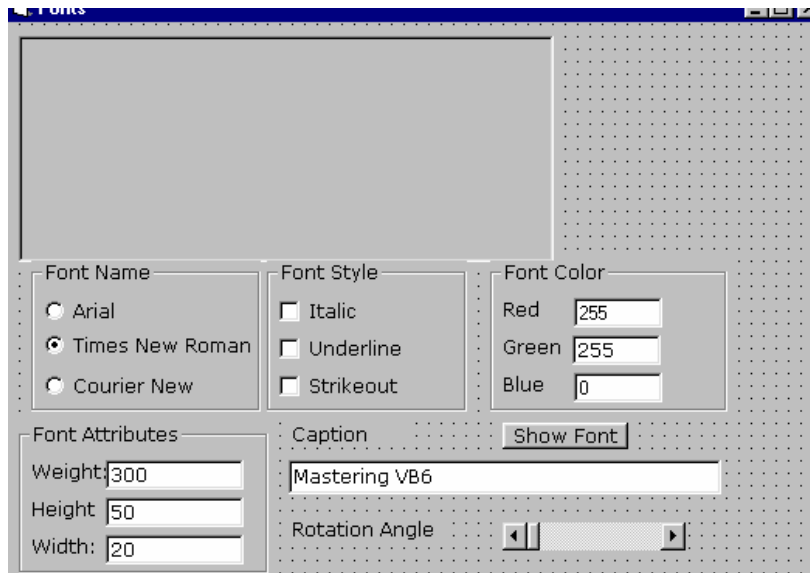 Fonts
Font Name
Arial
Times New Roman
Courier New
Font Style
Italic
Underline
Strikeout
Font Color
Red 255
Green 255
Blue 0
Font Attributes
Weight: 300
Height 50
Width: 20
Caption
Show Font
Mastering VB6
Rotation Angle